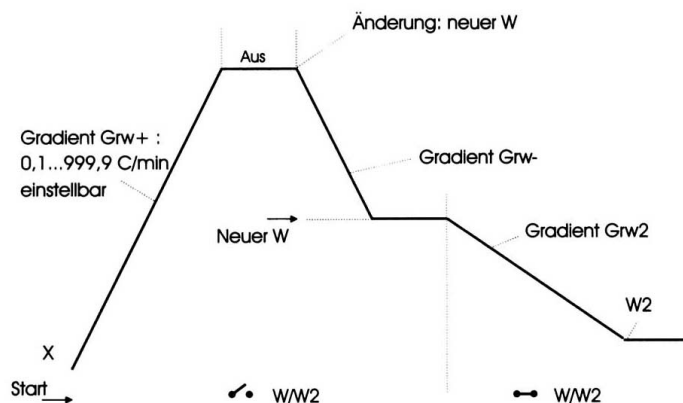 Änderung: neuer W
Aus
Gradient Grw+ :
0,1...999,9 C/min
einstellbar
Gradient Grw-
Neuer W
Gradient Grw2
W2
X
Start
W/W2
W/W2